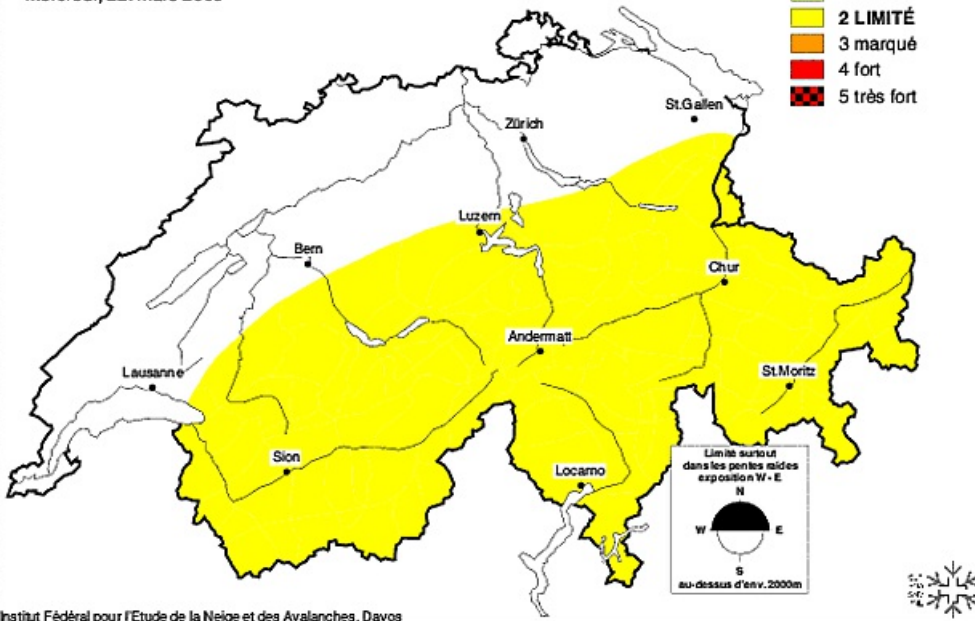 2 LIMITÉ
3 marqué
4 fort
5 très fort
St.Gallen
Zürich
Luzern
Bern
Chur
Andermatt
Lausanne
St.Moritz
Sion
Locarno
Limité surtout
dans les pentes raides
exposition W - E
N
W E
S
au-dessus d'env. 2000m
Institut Fédéral pour l'Etude de la Neige et des Avalanches, Davos